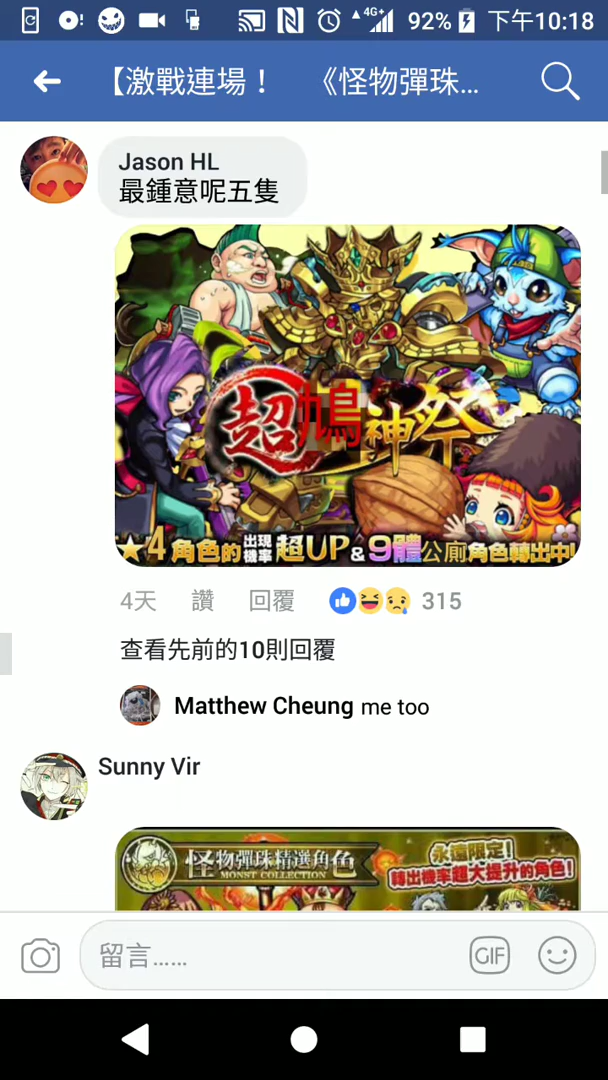 4G+ 92% 下午10:18
【激戰連場！ 《怪物彈珠...
Jason HL
最鍾意呢五隻
超鳩神祭
★4角色的出現機率超UP&9體公廁角色轉出中!
4天 讚 回覆 315
查看先前的10則回覆
Matthew Cheung me too
Sunny Vir
怪物彈珠精選角色
MONST COLLECTION
永遠限定!
轉出機率超大提升的角色!
留言...... GIF